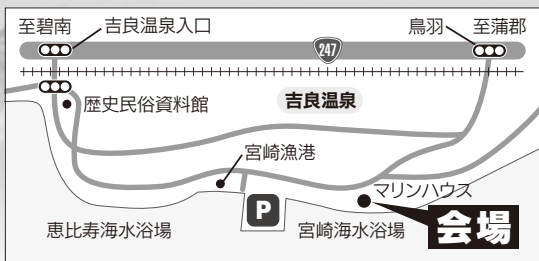 至碧南
吉良温泉入口
鳥羽
至蒲郡
247
吉良温泉
歴史民俗資料館
宮崎漁港
マリンハウス
P
恵比寿海水浴場
宮崎海水浴場
会場